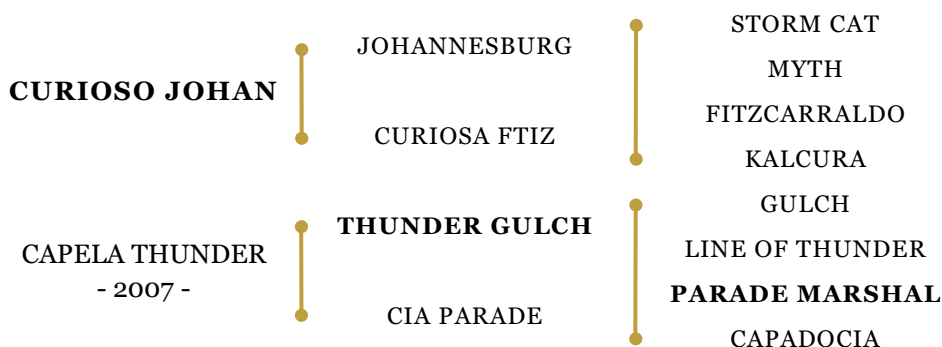 CURIOSO JOHAN
CAPELA THUNDER
- 2007 -
JOHANNESBURG
CURIOSA FTIZ
THUNDER GULCH
CIA PARADE
STORM CAT
MYTH
FITZCARRALDO
KALCURA
GULCH
LINE OF THUNDER
PARADE MARSHAL
CAPADOCIA